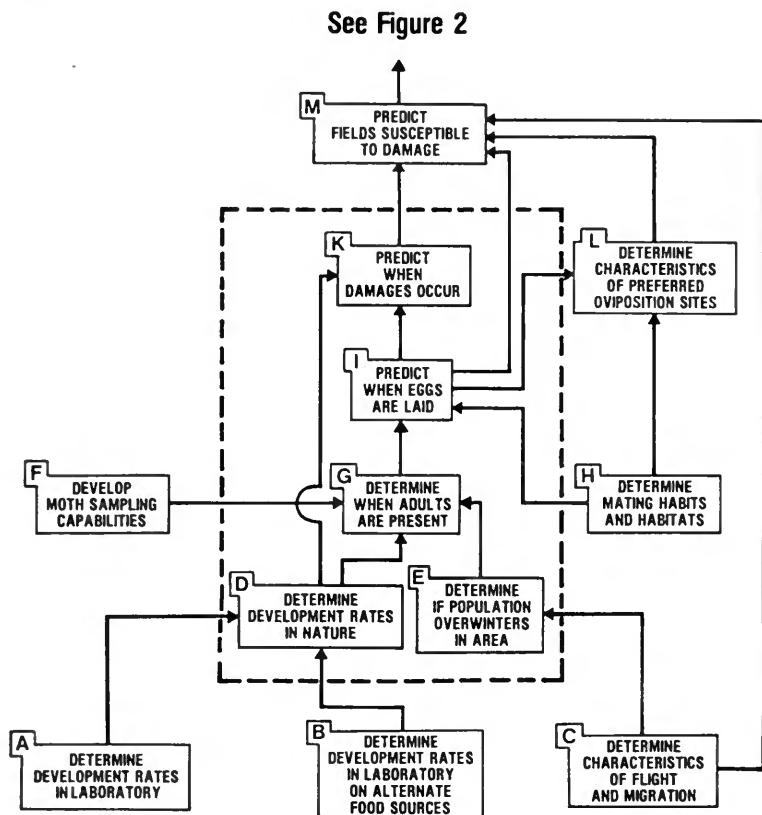 See Figure 2
M
PREDICT
FIELDS SUSCEPTIBLE
TO DAMAGE
K
PREDICT
WHEN
DAMAGES OCCUR
L
DETERMINE
CHARACTERISTICS
OF PREFERRED
OVIPOSITION SITES
I
PREDICT
WHEN EGGS
ARE LAID
F
DEVELOP
MOTH SAMPLING
CAPABILITIES
G
DETERMINE
WHEN ADULTS
ARE PRESENT
H
DETERMINE
MATING HABITS
AND HABITATS
D
DETERMINE
DEVELOPMENT RATES
IN NATURE
E
DETERMINE
IF POPULATION
OVERWINTERS
IN AREA
A
DETERMINE
DEVELOPMENT RATES
IN LABORATORY
B
DETERMINE
DEVELOPMENT RATES
IN LABORATORY
ON ALTERNATE
FOOD SOURCES
C
DETERMINE
CHARACTERISTICS
OF FLIGHT
AND MIGRATION